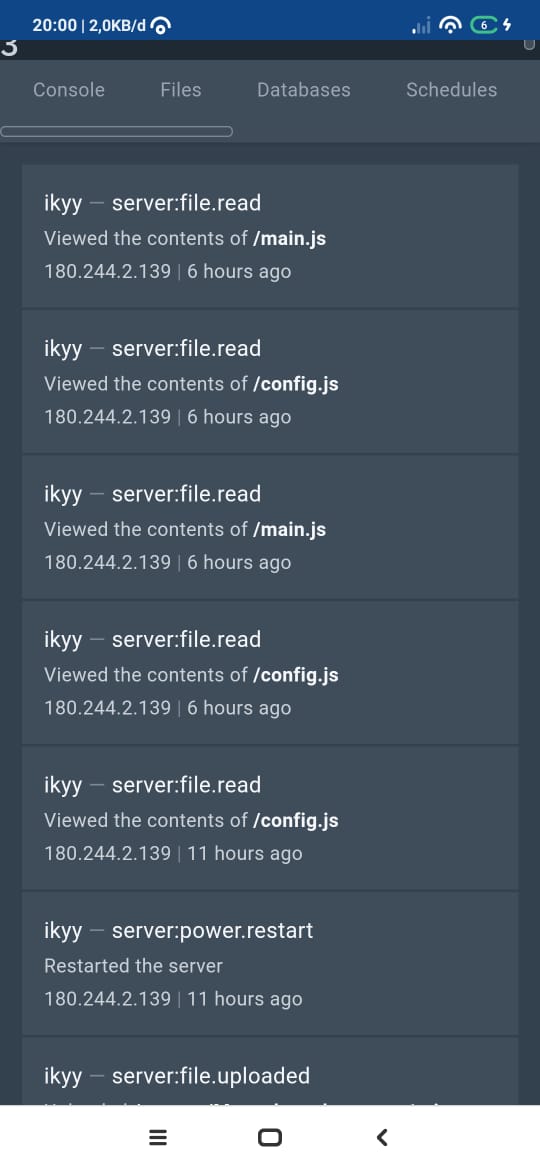 20:00 | 2,0KB/d
6
3
Console Files Databases Schedules
ikyy — server:file.read
Viewed the contents of /main.js
180.244.2.139 | 6 hours ago
ikyy — server:file.read
Viewed the contents of /config.js
180.244.2.139 | 6 hours ago
ikyy — server:file.read
Viewed the contents of /main.js
180.244.2.139 | 6 hours ago
ikyy — server:file.read
Viewed the contents of /config.js
180.244.2.139 | 6 hours ago
ikyy — server:file.read
Viewed the contents of /config.js
180.244.2.139 | 11 hours ago
ikyy — server:power.restart
Restarted the server
180.244.2.139 | 11 hours ago
ikyy — server:file.uploaded